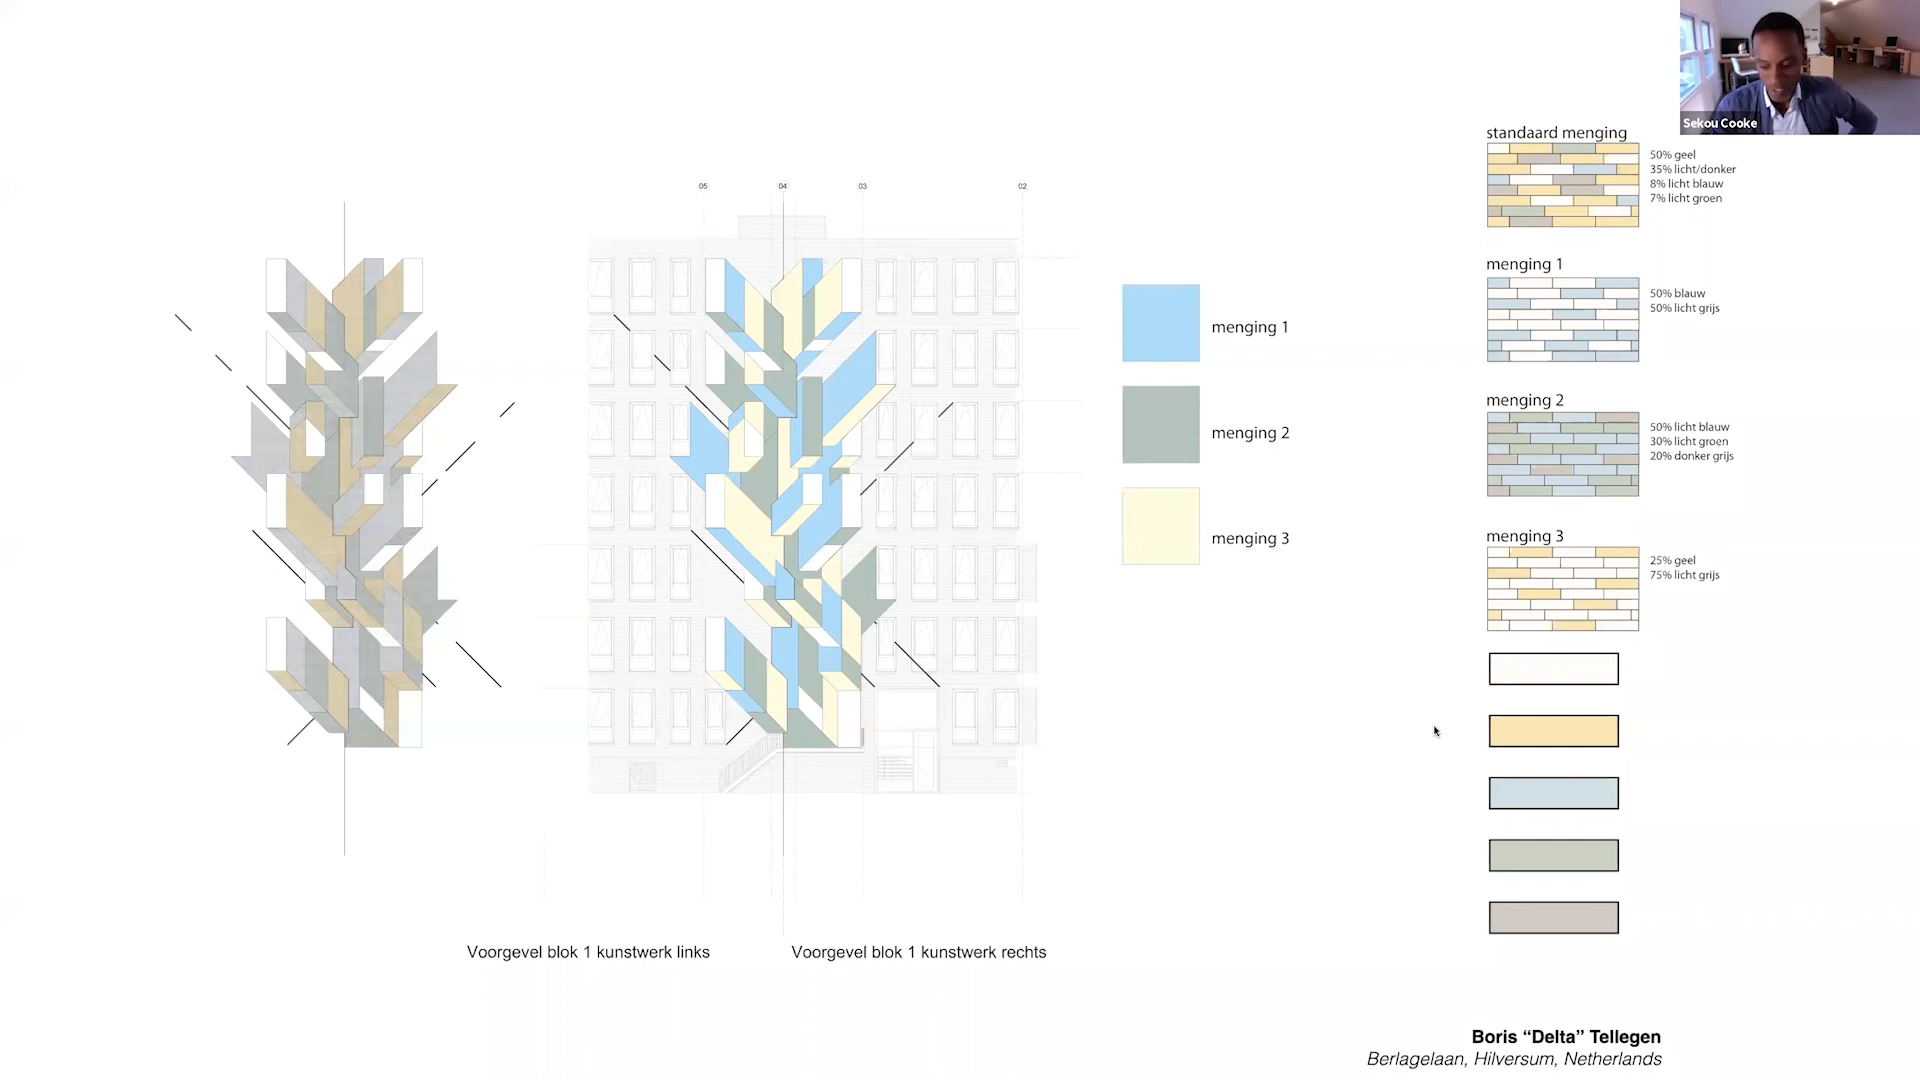 Sekou Cooke
05
04
03
02
menging 1
menging 2
menging 3
standaard menging
50% geel
35% licht/donker
8% licht blauw
7% licht groen
menging 1
50% blauw
50% licht grijs
menging 2
50% licht blauw
30% licht groen
20% donker grijs
menging 3
25% geel
75% licht grijs
Voorgevel blok 1 kunstwerk links
Voorgevel blok 1 kunstwerk rechts
Boris “Delta” Tellegen
Berlagelaan, Hilversum, Netherlands